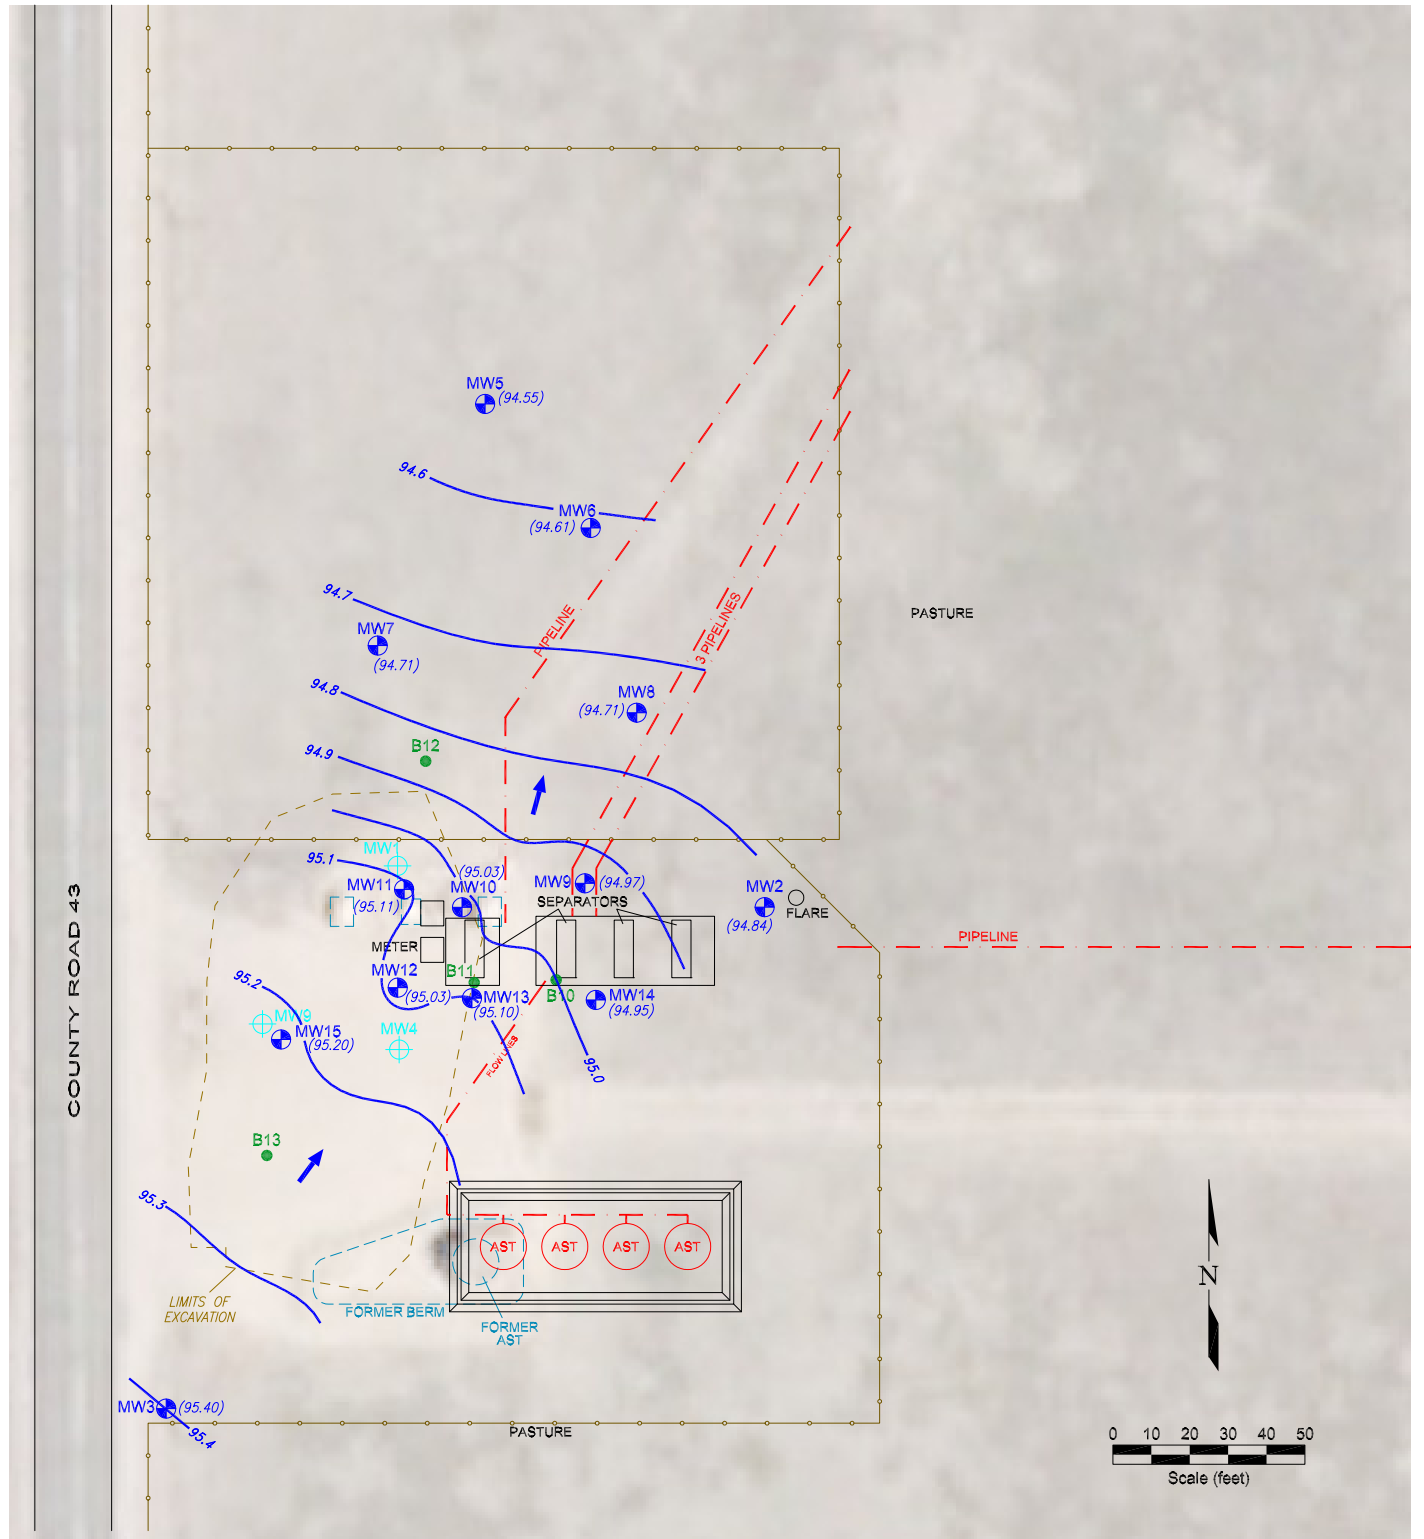 MW5
(94.55)
94.6
MW6
(94.61)
94.7
PIPELINE
3 PIPELINES
PASTURE
MW7
(94.71)
94.8
MW8
(94.71)
B12
94.9
MW1
95.1
(95.03)
MW11
(95.11)
MW10
MW9
(94.97)
MW2
(94.84)
FLARE
SEPARATORS
COUNTY ROAD 43
METER
PIPELINE
95.2
MW12
(95.03)
B11
MW13
(95.10)
B10
MW14
(94.95)
MW9
MW15
(95.20)
MW4
FLOW LINES
95.0
B13
95.3
AST
AST
AST
AST
LIMITS OF
EXCAVATION
FORMER BERM
FORMER
AST
N
MW3
(95.40)
95.4
PASTURE
0 10 20 30 40 50
Scale (feet)